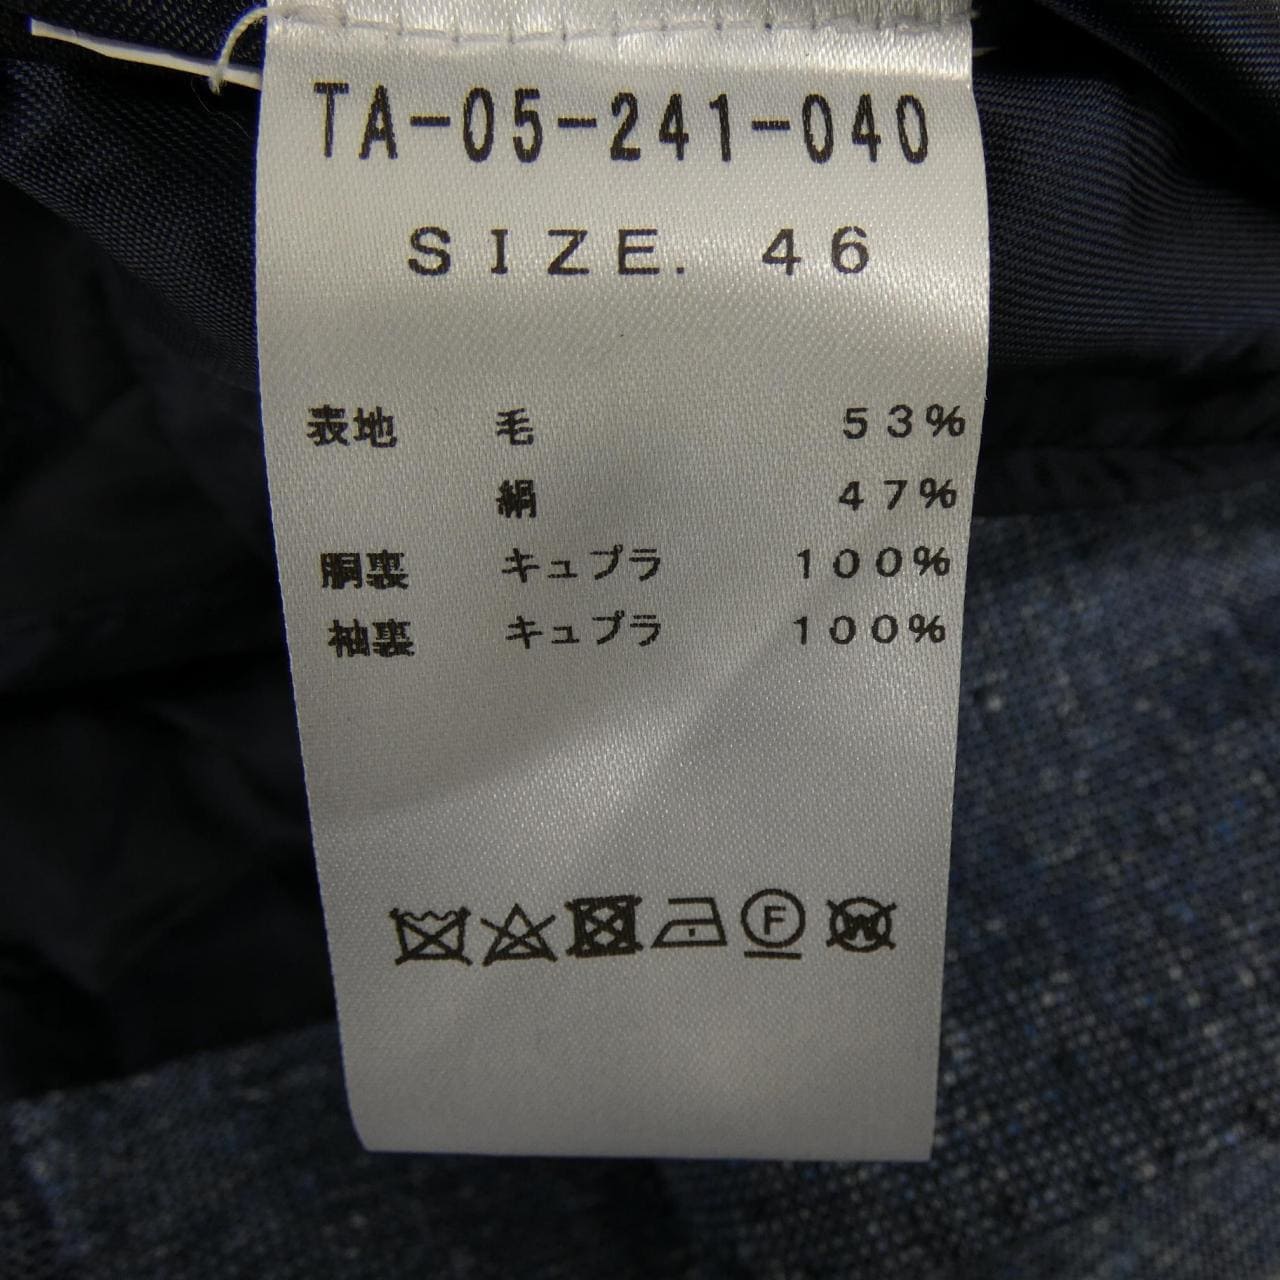 TA-05-241-040
SIZE. 46
表地 毛 53%
絹 47%
胴裏 キュプラ 100%
袖裏 キュプラ 100%
F
W